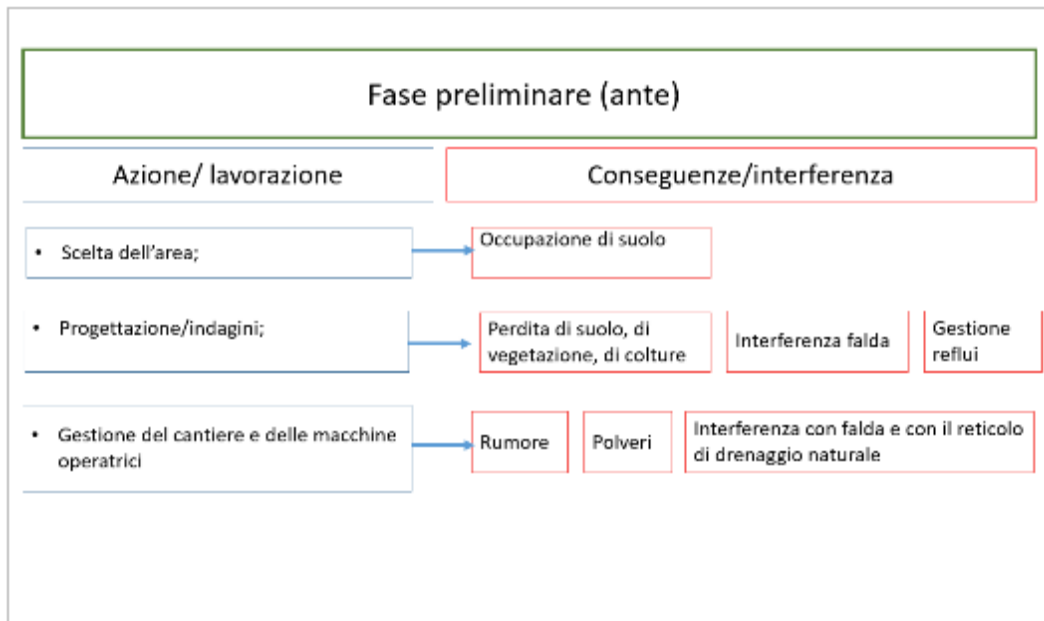 Fase preliminare (ante)
Azione/ lavorazione
Conseguenze/interferenza
• Scelta dell'area;
Occupazione di suolo
• Progettazione/indagini;
Perdita di suolo, di
vegetazione, di colture
Interferenza falda
Gestione
reflui
• Gestione del cantiere e delle macchine
operatrici
Rumore
Polveri
Interferenza con falda e con il reticolo
di drenaggio naturale